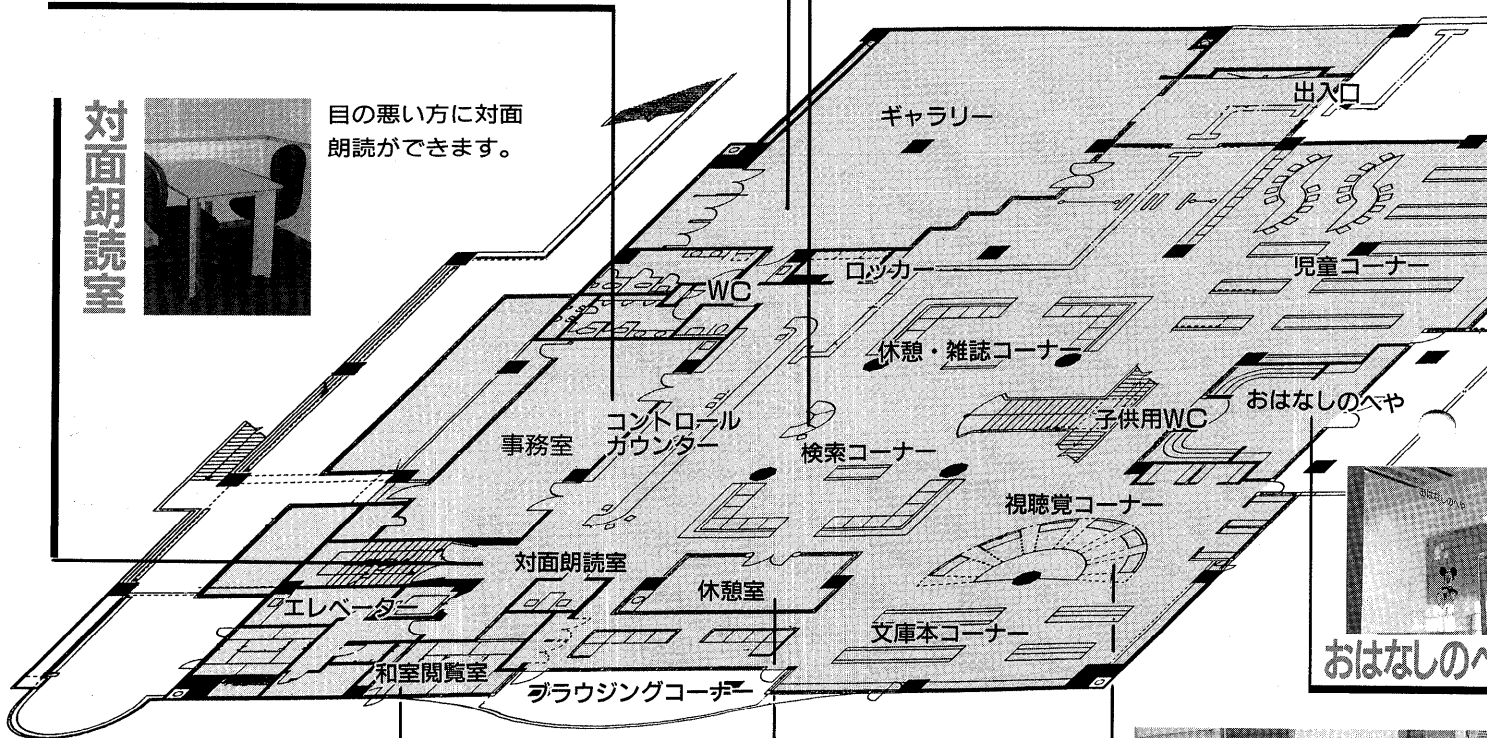 対面朗読室
目の悪い方に対面
朗読ができます。
ギャラリー
出入口
ロッカー
児童コーナー
WC
休憩・雑誌コーナー
おはなしのへや
子供用WC
コントロール
カウンター
事務室
検索コーナー
視聴覚コーナー
対面朗読室
休憩室
エレベーター
文庫本コーナー
和室閲覧室
ブラウジングコーナー
おはなしのへ